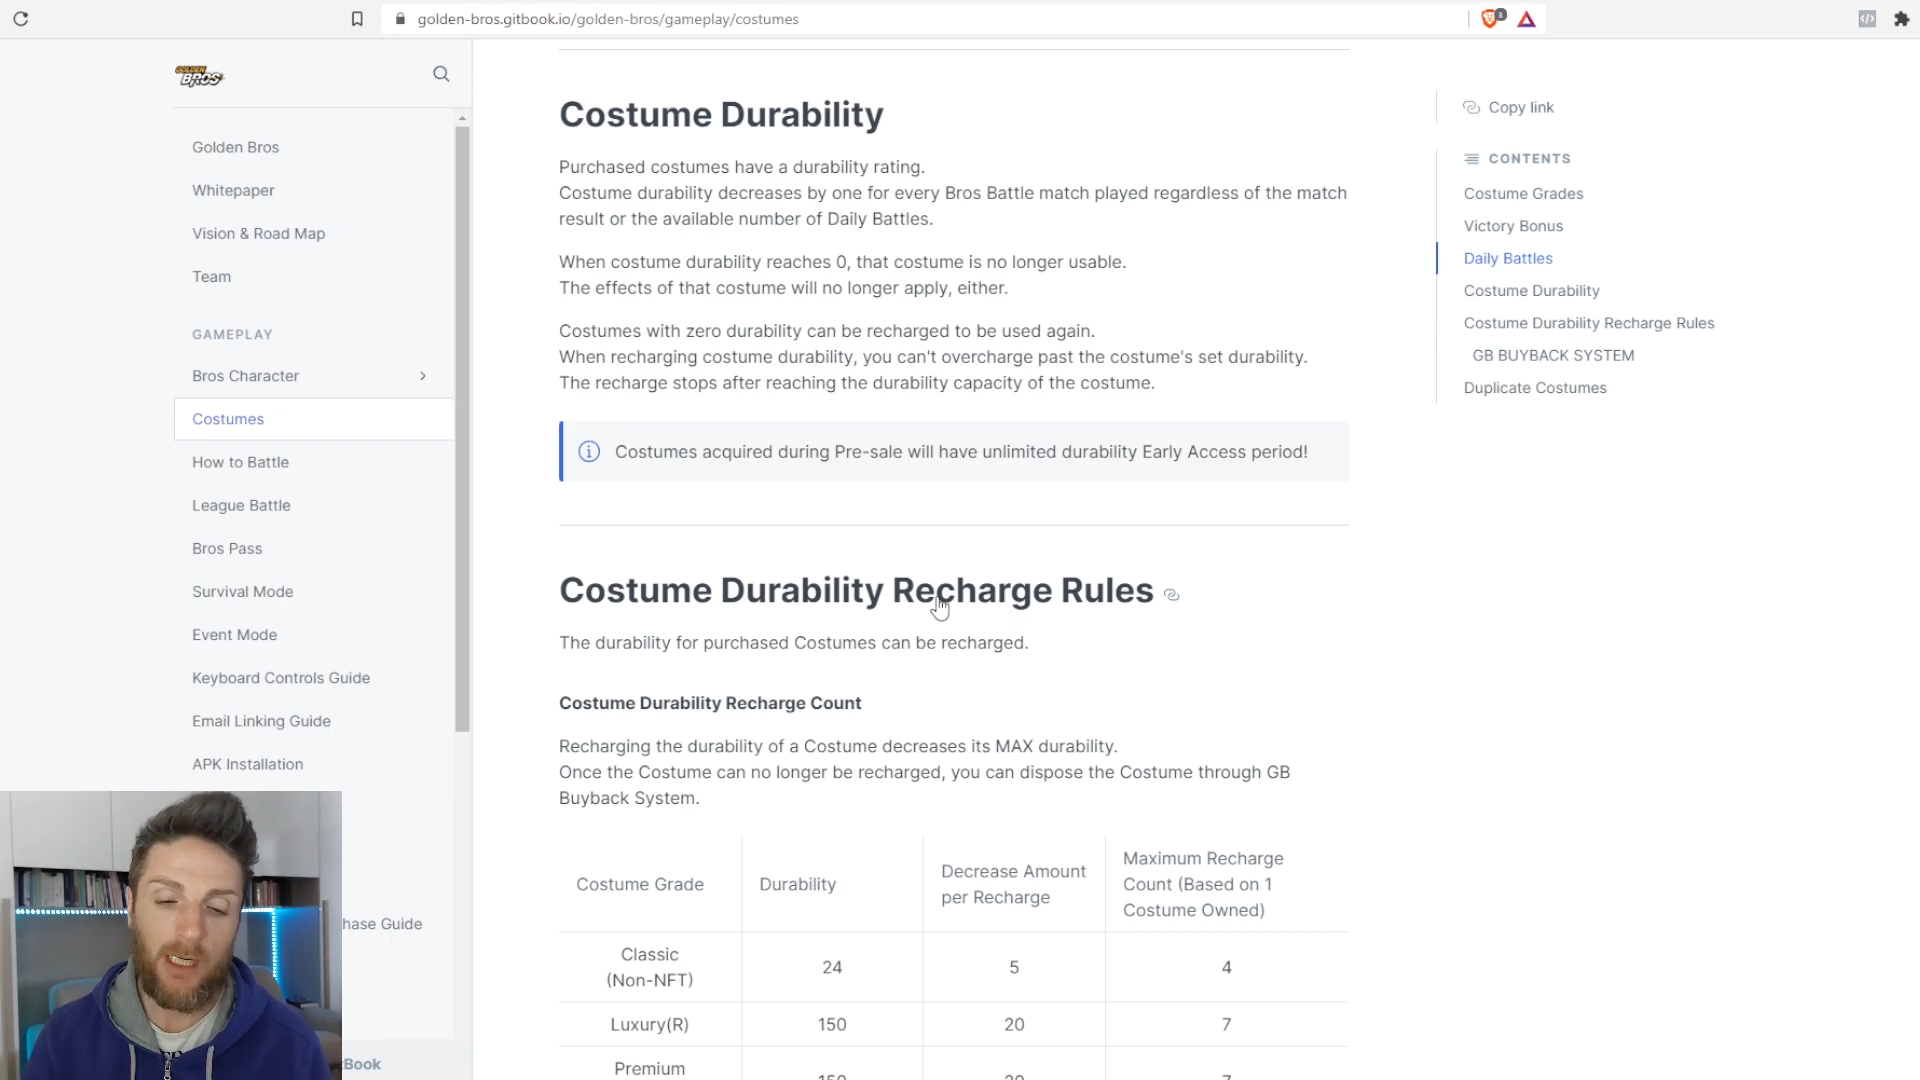 golden-bros.gitbook.io/golden-bros/gameplay/costumes
3
GOLDEN
BROS
Golden Bros
Whitepaper
Vision & Road Map
Team
GAMEPLAY
Bros Character
Costumes
How to Battle
League Battle
Bros Pass
Survival Mode
Event Mode
Keyboard Controls Guide
Email Linking Guide
APK Installation
hase Guide
Book
Costume Durability
Purchased costumes have a durability rating.
Costume durability decreases by one for every Bros Battle match played regardless of the match
result or the available number of Daily Battles.
When costume durability reaches 0, that costume is no longer usable.
The effects of that costume will no longer apply, either.
Costumes with zero durability can be recharged to be used again.
When recharging costume durability, you can't overcharge past the costume's set durability.
The recharge stops after reaching the durability capacity of the costume.
Costumes acquired during Pre-sale will have unlimited durability Early Access period!
Costume Durability Recharge Rules
The durability for purchased Costumes can be recharged.
Costume Durability Recharge Count
Recharging the durability of a Costume decreases its MAX durability.
Once the Costume can no longer be recharged, you can dispose the Costume through GB
Buyback System.
Costume Grade
Durability
Decrease Amount
per Recharge
Maximum Recharge
Count (Based on 1
Costume Owned)
Classic
(Non-NFT)
24
5
4
Luxury(R)
150
20
7
Premium
Copy link
CONTENTS
Costume Grades
Victory Bonus
Daily Battles
Costume Durability
Costume Durability Recharge Rules
GB BUYBACK SYSTEM
Duplicate Costumes